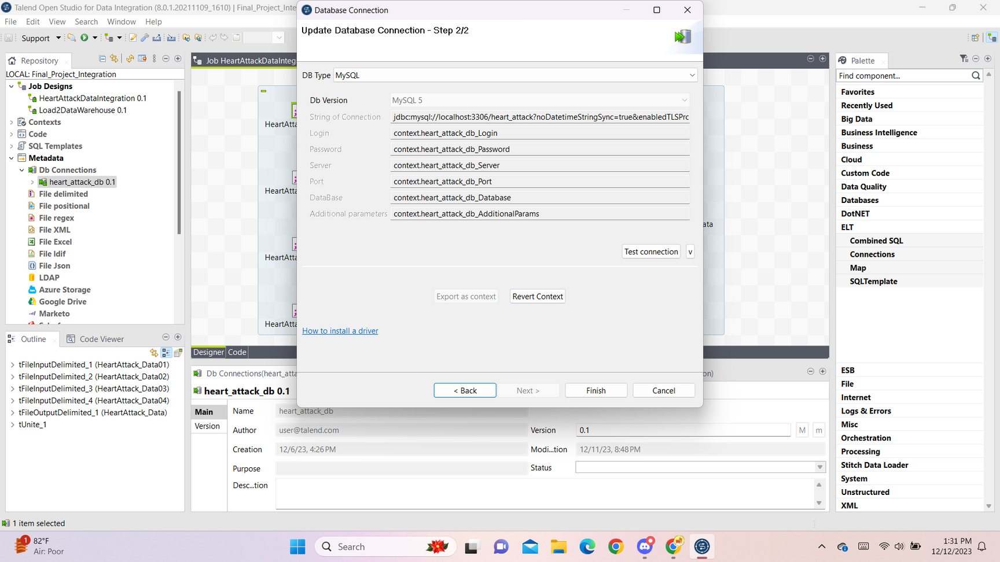 Talend Open Studio for Data Integration (8.0.1.20211109_1610) | Final_Project_Inte
File Edit View Search Window Help
Support
Repository
LOCAL: Final_Project_Integration
Job Designs
HeartAttackDataIntegration 0.1
Load2DataWarehouse 0.1
Contexts
Code
SQL Templates
Metadata
Db Connections
heart_attack_db 0.1
File delimited
File positional
File regex
File XML
File Excel
File ldif
File Json
LDAP
Azure Storage
Google Drive
Marketo
Outline
Code Viewer
tFileInputDelimited_1 (HeartAttack_Data01)
tFileInputDelimited_2 (HeartAttack_Data02)
tFileInputDelimited_3 (HeartAttack_Data03)
tFileInputDelimited_4 (HeartAttack_Data04)
tFileOutputDelimited_1 (HeartAttack_Data)
tUnite_1
1 item selected
Job HeartAttackDataInteg
HeartAtta
HeartAtta
HeartAtta
HeartAtta
ata
Designer Code
Database Connection
Update Database Connection - Step 2/2
DB Type MySQL
Db Version MySQL 5
String of Connection jdbc:mysql://localhost:3306/heart_attack?noDatetimeStringSync=true&enabledTLSPrc
Login context.heart_attack_db_Login
Password context.heart_attack_db_Password
Server context.heart_attack_db_Server
Port context.heart_attack_db_Port
DataBase context.heart_attack_db_Database
Additional parameters context.heart_attack_db_AdditionalParams
Test connection v
Export as context Revert Context
How to install a driver
< Back Next > Finish Cancel
Db Connections(heart_atta
on)
heart_attack_db 0.1
Main
Version
Name heart_attack_db
Author user@talend.com Version 0.1 M m
Creation 12/6/23, 4:26 PM Modi...tion 12/11/23, 8:48 PM
Purpose Status
Desc...tion
Palette
Find component...
Favorites
Recently Used
Big Data
Business Intelligence
Business
Cloud
Custom Code
Data Quality
Databases
DotNET
ELT
Combined SQL
Connections
Map
SQLTemplate
ESB
File
Internet
Logs & Errors
Misc
Orchestration
Processing
Stitch Data Loader
System
Unstructured
XML
1
82°F
Air: Poor
Search
1:31 PM
12/12/2023